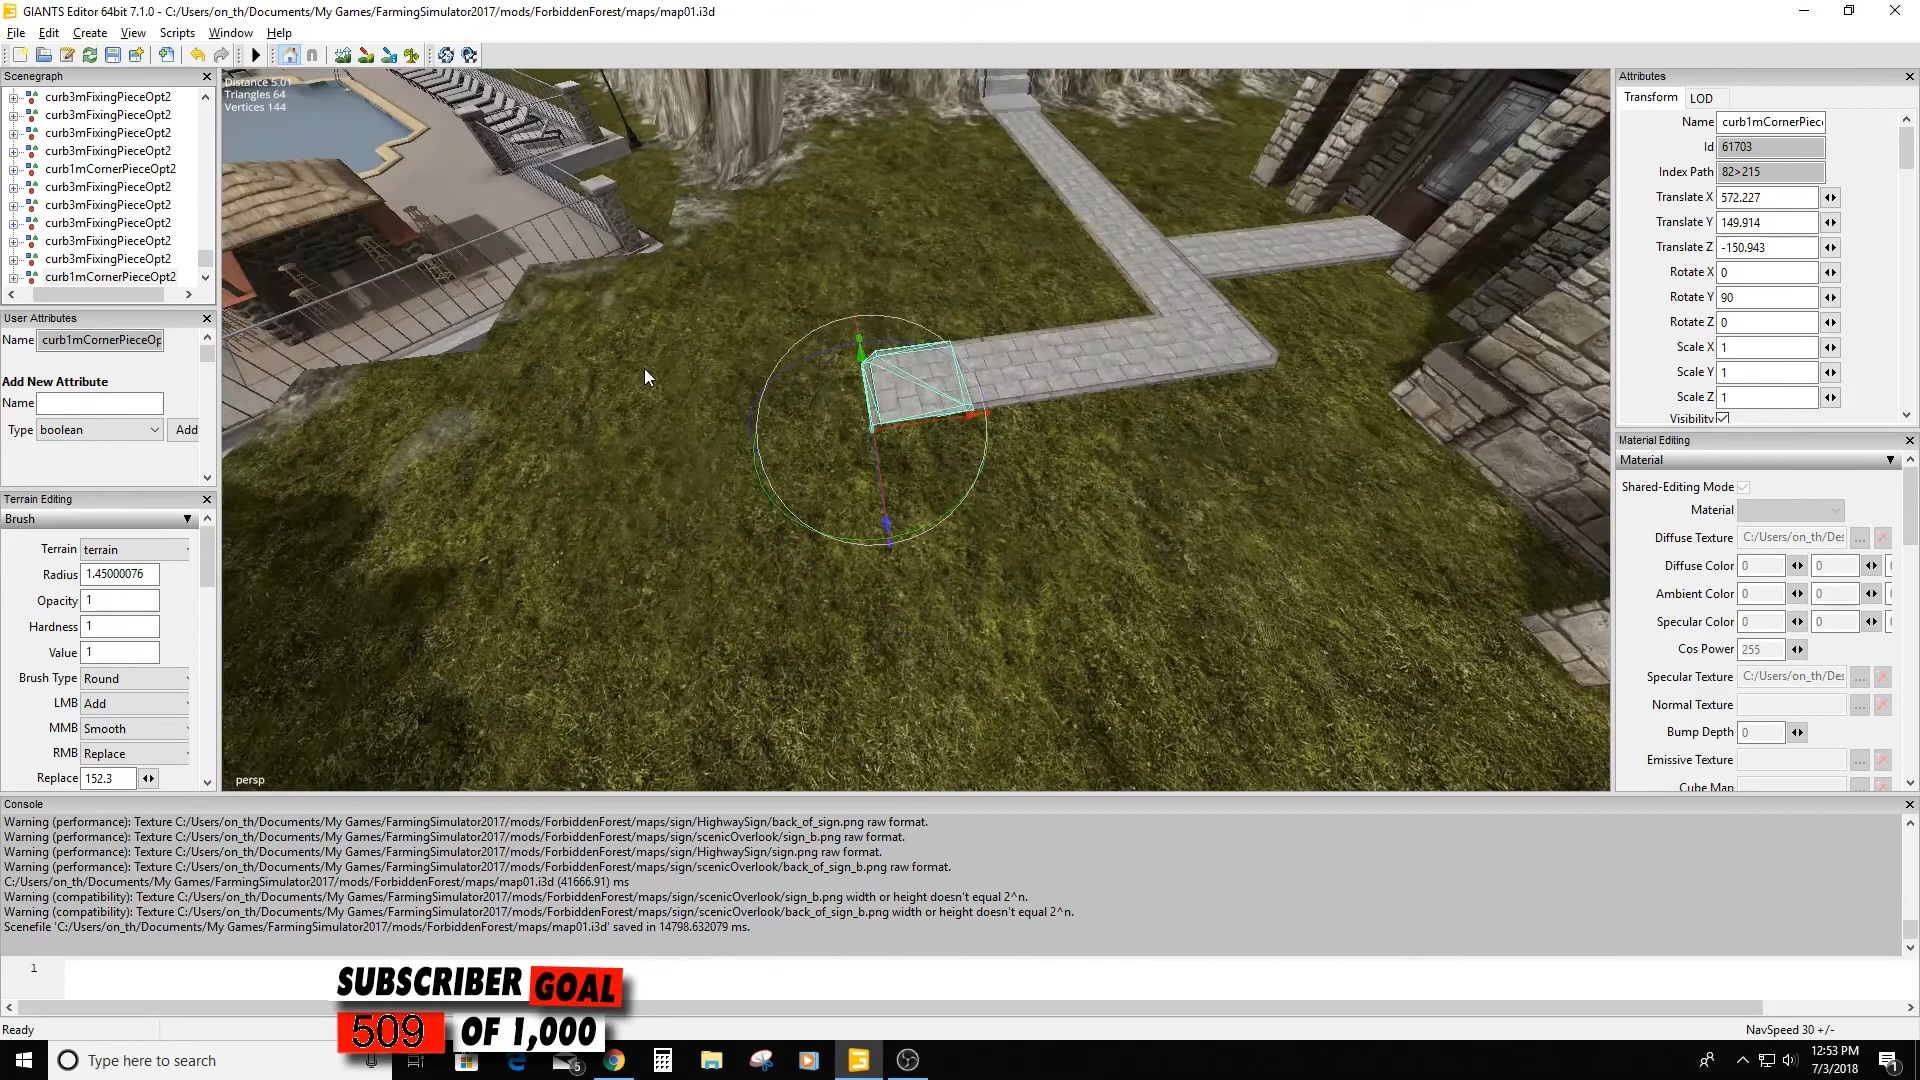 GIANTS Editor 64bit 7.1.0 - C:/Users/on_th/Documents/My Games/FarmingSimulator2017/mods/ForbiddenForest/maps/map01.i3d
File Edit Create View Scripts Window Help
Scenegraph
curb3mFixingPieceOpt2
curb3mFixingPieceOpt2
curb3mFixingPieceOpt2
curb3mFixingPieceOpt2
curb1mCornerPieceOpt2
curb3mFixingPieceOpt2
curb3mFixingPieceOpt2
curb3mFixingPieceOpt2
curb3mFixingPieceOpt2
curb3mFixingPieceOpt2
curb1mCornerPieceOpt2
User Attributes
Name curb1mCornerPieceOp
Add New Attribute
Name
Type boolean Add
Terrain Editing
Brush
Terrain terrain
Radius 1.45000076
Opacity 1
Hardness 1
Value 1
Brush Type Round
LMB Add
MMB Smooth
RMB Replace
Replace 152.3
Distance 5.01
Triangles 64
Vertices 144
persp
Attributes
Transform LOD
Name curb1mCornerPiec
Id 61703
Index Path 82>215
Translate X 572.227
Translate Y 149.914
Translate Z -150.943
Rotate X 0
Rotate Y 90
Rotate Z 0
Scale X 1
Scale Y 1
Scale Z 1
Visibility
Material Editing
Material
Shared-Editing Mode
Material
Diffuse Texture C:/Users/on_th/Des ...
Diffuse Color 0 0
Ambient Color 0 0
Specular Color 0 0
Cos Power 255
Specular Texture C:/Users/on_th/Des ...
Normal Texture ...
Bump Depth 0
Emissive Texture ...
Cube Map
Console
Warning (performance): Texture C:/Users/on_th/Documents/My Games/FarmingSimulator2017/mods/ForbiddenForest/maps/sign/HighwaySign/back_of_sign.png raw format.
Warning (performance): Texture C:/Users/on_th/Documents/My Games/FarmingSimulator2017/mods/ForbiddenForest/maps/sign/scenicOverlook/sign_b.png raw format.
Warning (performance): Texture C:/Users/on_th/Documents/My Games/FarmingSimulator2017/mods/ForbiddenForest/maps/sign/HighwaySign/sign.png raw format.
Warning (performance): Texture C:/Users/on_th/Documents/My Games/FarmingSimulator2017/mods/ForbiddenForest/maps/sign/scenicOverlook/back_of_sign_b.png raw format.
C:/Users/on_th/Documents/My Games/FarmingSimulator2017/mods/ForbiddenForest/maps/map01.i3d (41666.91) ms
Warning (compatibility): Texture C:/Users/on_th/Documents/My Games/FarmingSimulator2017/mods/ForbiddenForest/maps/sign/scenicOverlook/sign_b.png width or height doesn't equal 2^n.
Warning (compatibility): Texture C:/Users/on_th/Documents/My Games/FarmingSimulator2017/mods/ForbiddenForest/maps/sign/scenicOverlook/back_of_sign_b.png width or height doesn't equal 2^n.
Scenefile 'C:/Users/on_th/Documents/My Games/FarmingSimulator2017/mods/ForbiddenForest/maps/map01.i3d' saved in 14798.632079 ms.
1
SUBSCRIBER GOAL
509 OF 1,000
Ready
NavSpeed 30 +/-
Type here to search
5
12:53 PM
7/3/2018
1